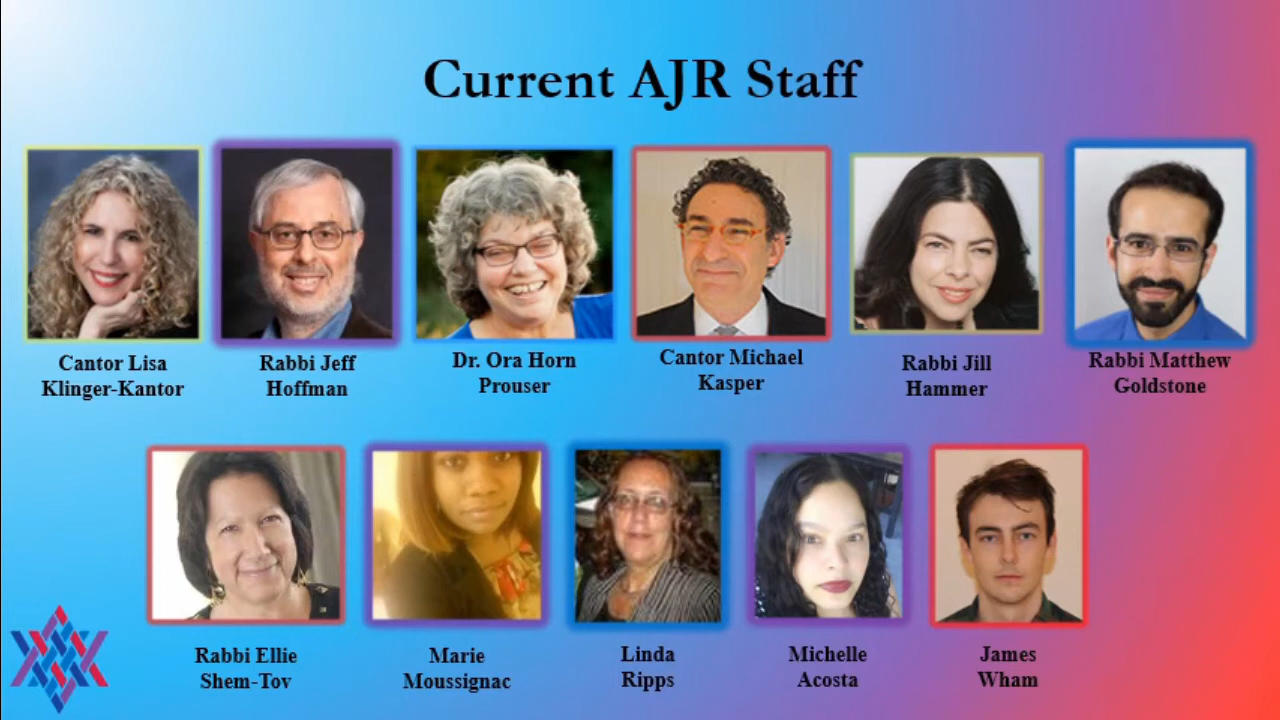 Current AJR Staff
Cantor Lisa
Klinger-Kantor
Rabbi Jeff
Hoffman
Dr. Ora Horn
Prouser
Cantor Michael
Kasper
Rabbi Jill
Hammer
Rabbi Matthew
Goldstone
Rabbi Ellie
Shem-Tov
Marie
Moussignac
Linda
Ripps
Michelle
Acosta
James
Wham